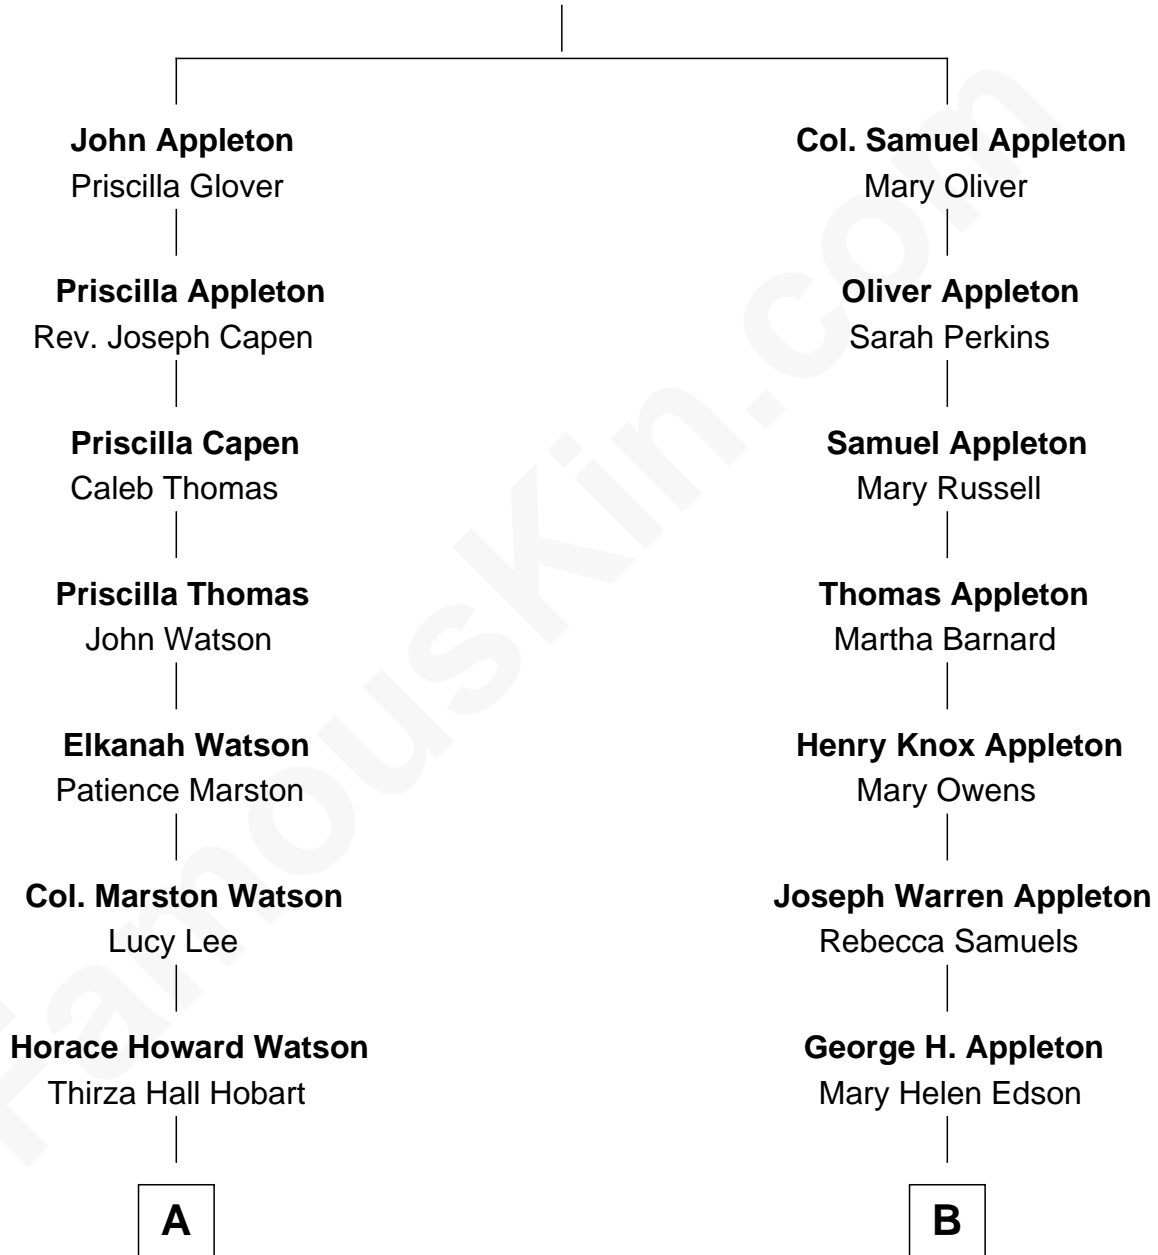 John Appleton
Priscilla Glover
Priscilla Appleton
Rev. Joseph Capen
Priscilla Capen
Caleb Thomas
Priscilla Thomas
John Watson
Elkanah Watson
Patience Marston
Col. Marston Watson
Lucy Lee
Horace Howard Watson
Thirza Hall Hobart
A
Col. Samuel Appleton
Mary Oliver
Oliver Appleton
Sarah Perkins
Samuel Appleton
Mary Russell
Thomas Appleton
Martha Barnard
Henry Knox Appleton
Mary Owens
Joseph Warren Appleton
Rebecca Samuels
George H. Appleton
Mary Helen Edson
B
FamousKin.com